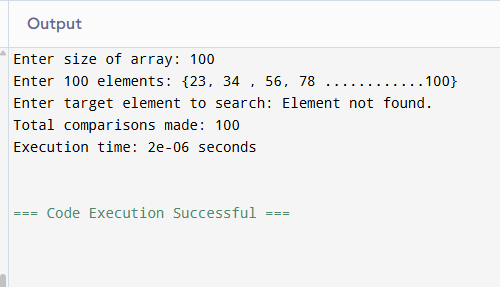 Output
Enter size of array: 100
Enter 100 elements: {23, 34 , 56, 78 ............100}
Enter target element to search: Element not found.
Total comparisons made: 100
Execution time: 2e-06 seconds
=== Code Execution Successful ===